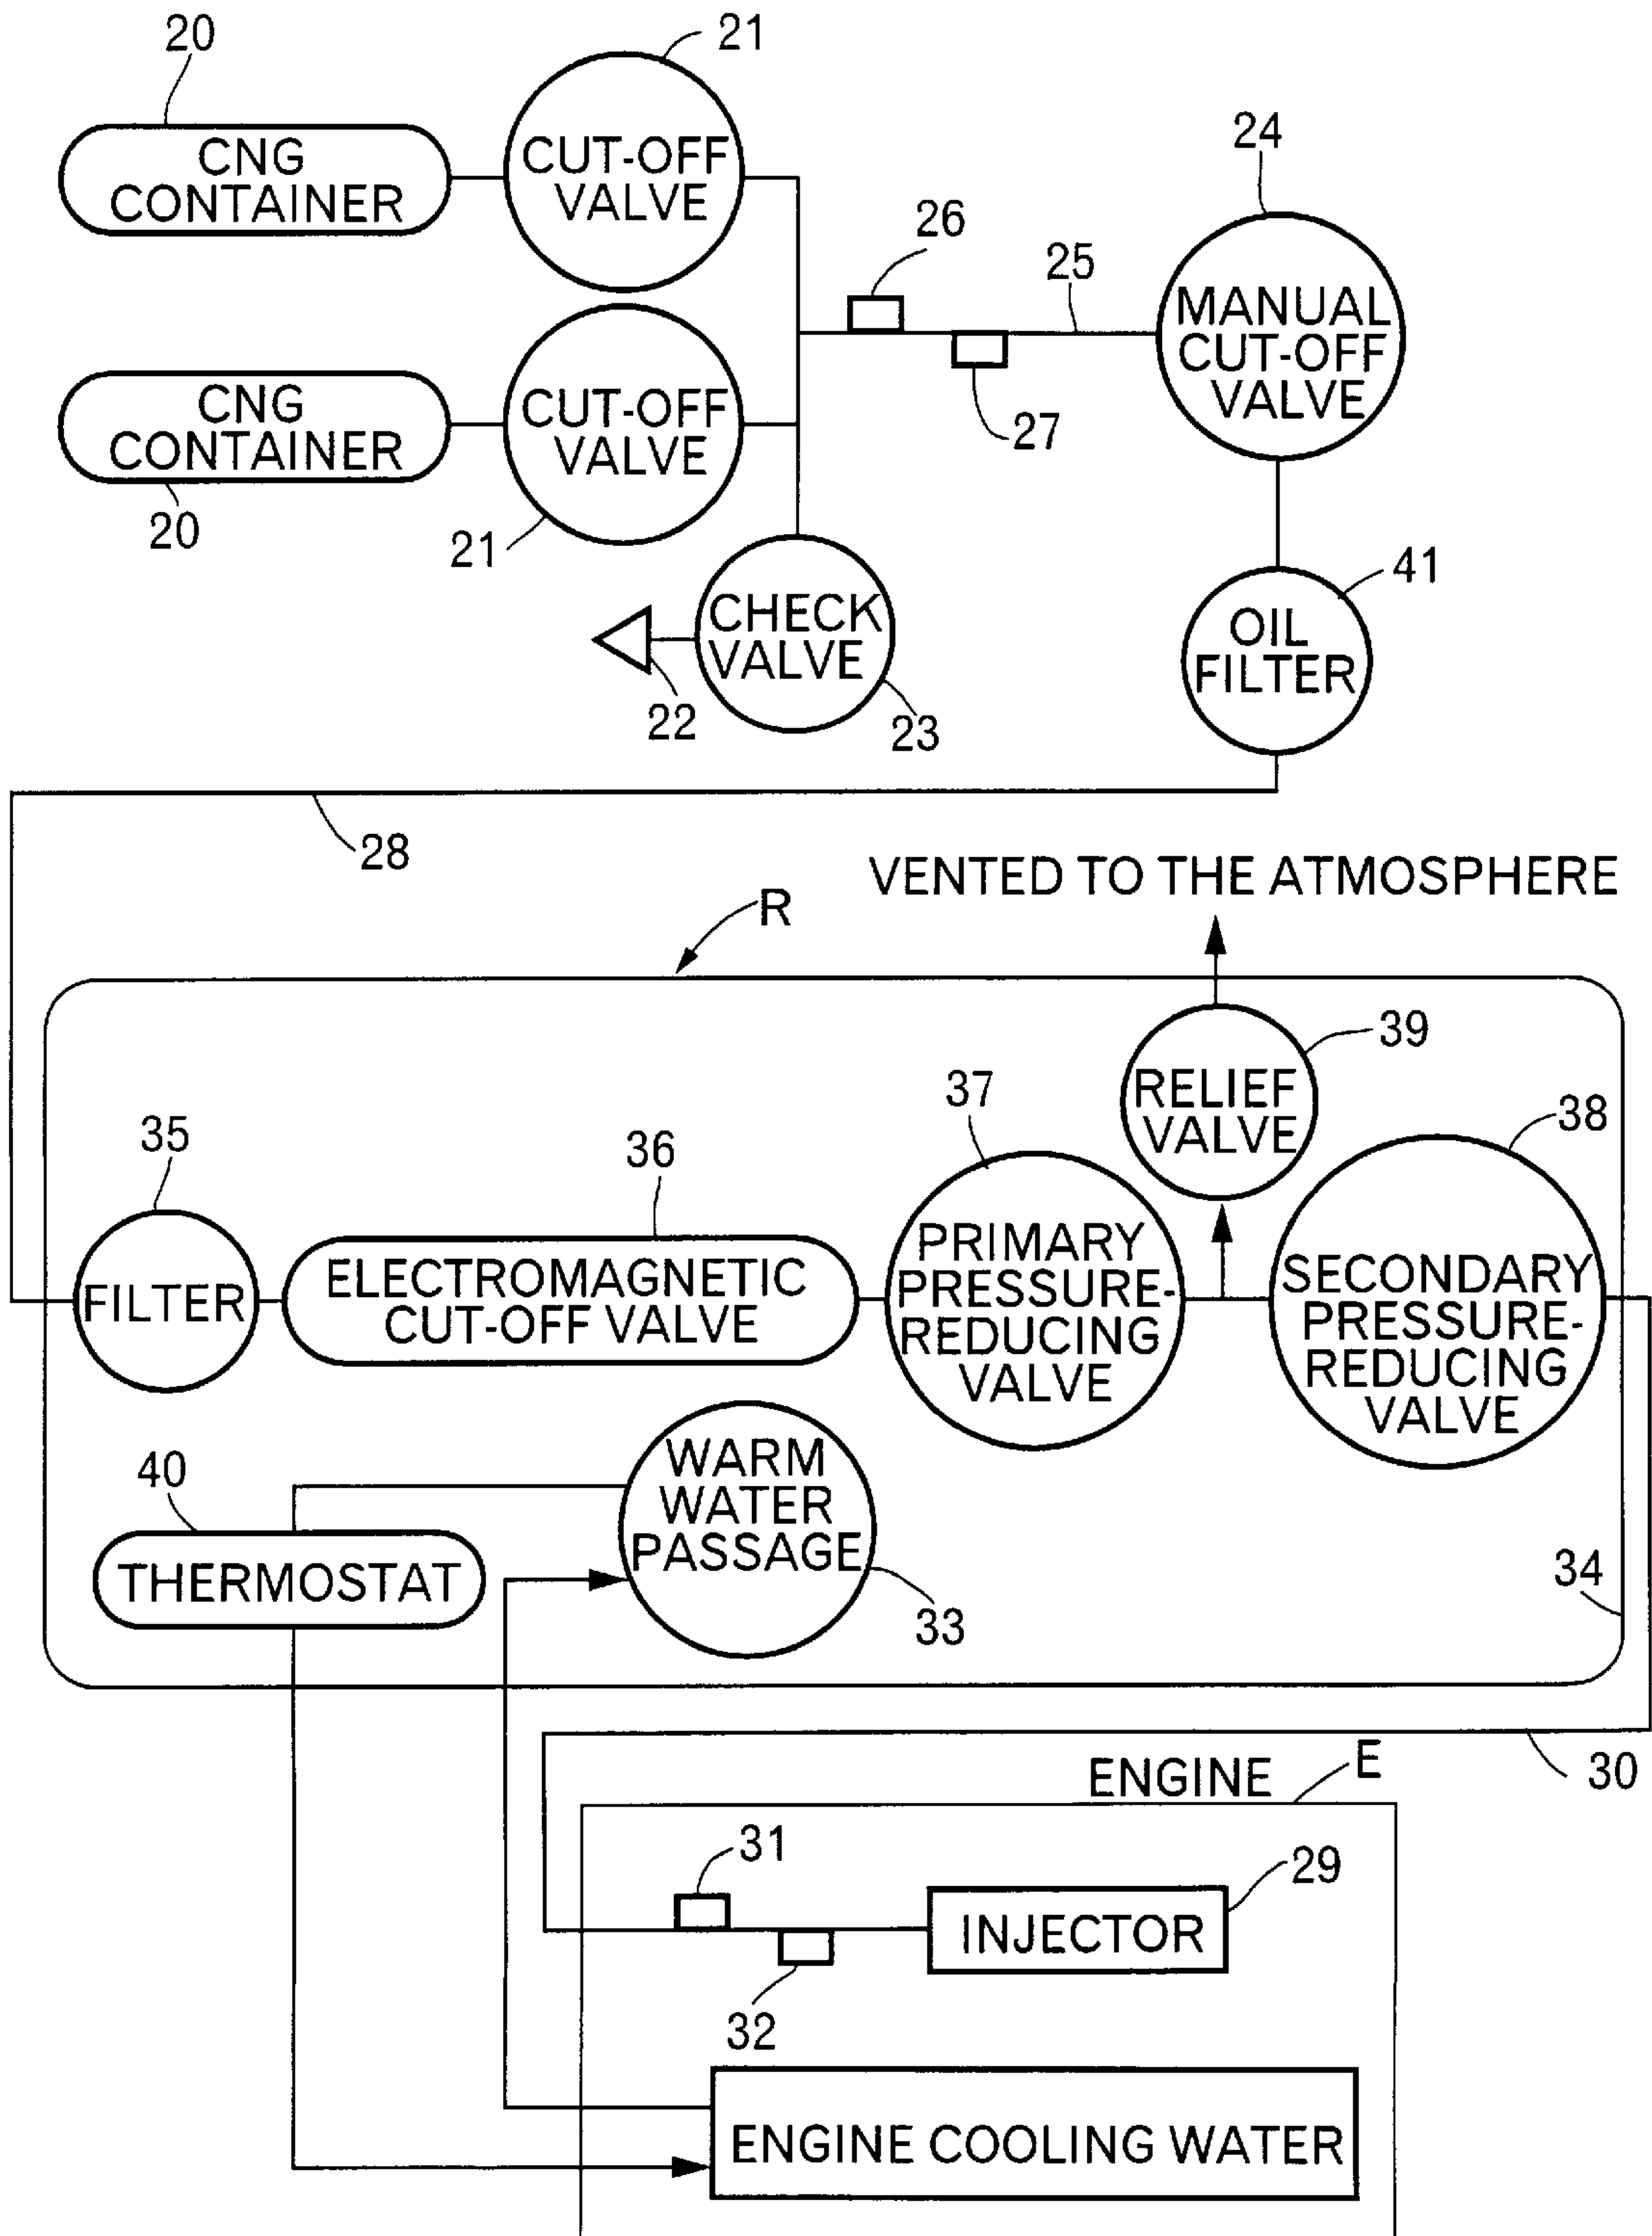 20
21
CNG
CONTAINER
CUT-OFF
VALVE
24
26
25
MANUAL
CUT-OFF
VALVE
CNG
CONTAINER
CUT-OFF
VALVE
27
20
21
41
CHECK
VALVE
OIL
FILTER
22
23
28
VENTED TO THE ATMOSPHERE
R
39
RELIEF
VALVE
37
38
35
36
FILTER
ELECTROMAGNETIC
CUT-OFF VALVE
PRIMARY
PRESSURE-
REDUCING
VALVE
SECONDARY
PRESSURE-
REDUCING
VALVE
40
WARM
WATER
PASSAGE
THERMOSTAT
33
34
30
ENGINE
E
31
29
INJECTOR
32
ENGINE COOLING WATER